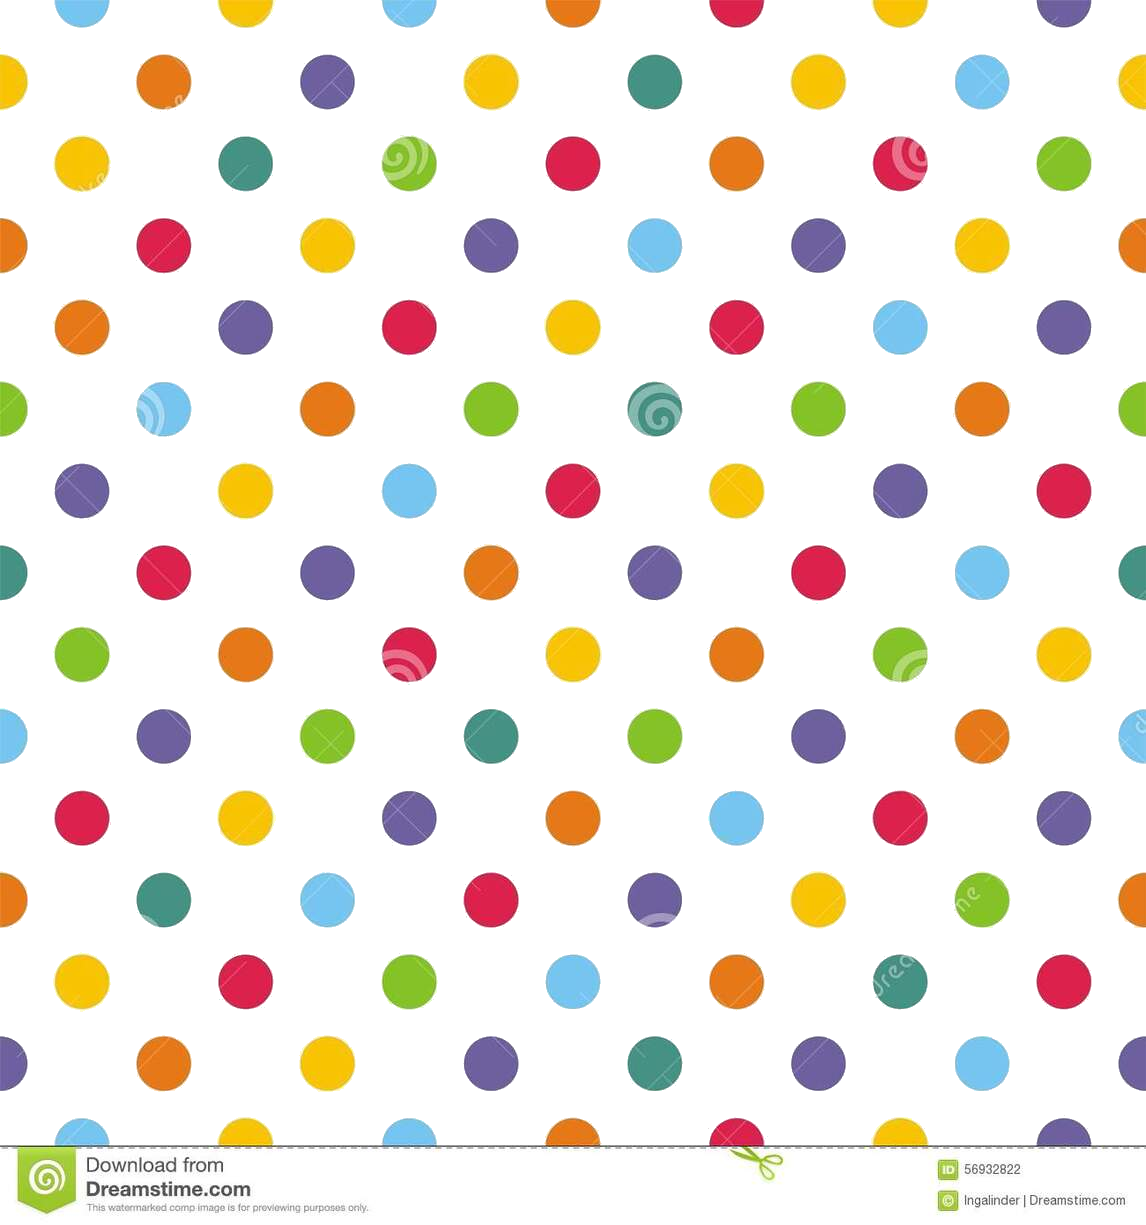 Download from
Dreamstime.com
This watermarked comp image is for previewing purposes only.
ID 56932822
© Ingalinder | Dreamstime.com